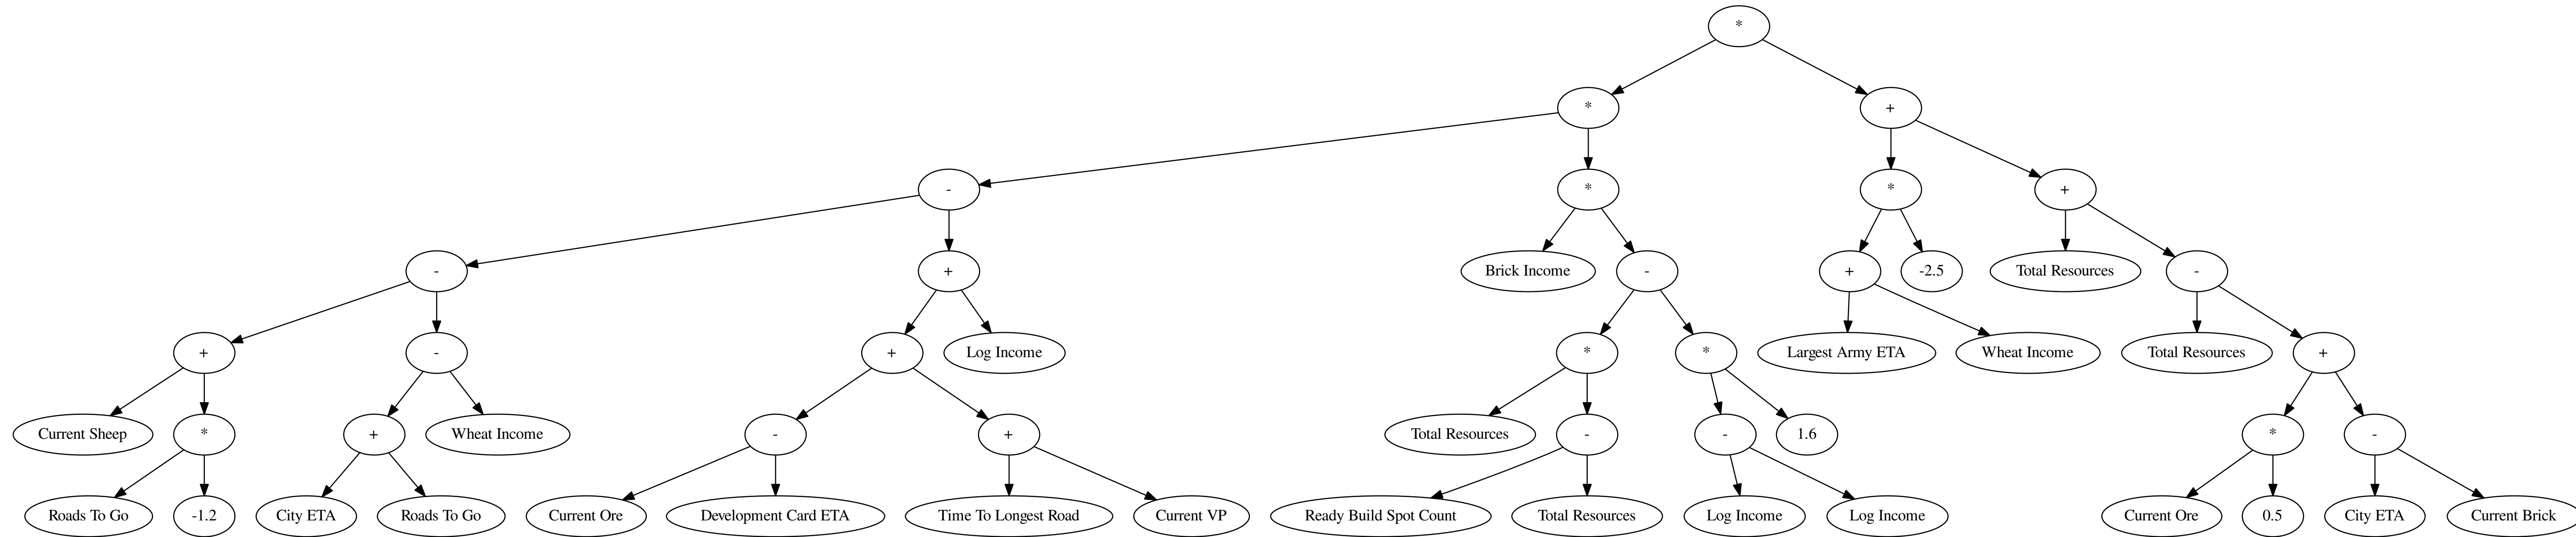 *
* +
- * * +
- + Brick Income - + -2.5 Total Resources -
+ - + Log Income * * Largest Army ETA Wheat Income Total Resources +
Current Sheep * + Wheat Income - + Total Resources - - 1.6 * -
Roads To Go -1.2 City ETA Roads To Go Current Ore Development Card ETA Time To Longest Road Current VP Ready Build Spot Count Total Resources Log Income Log Income Current Ore 0.5 City ETA Current Brick